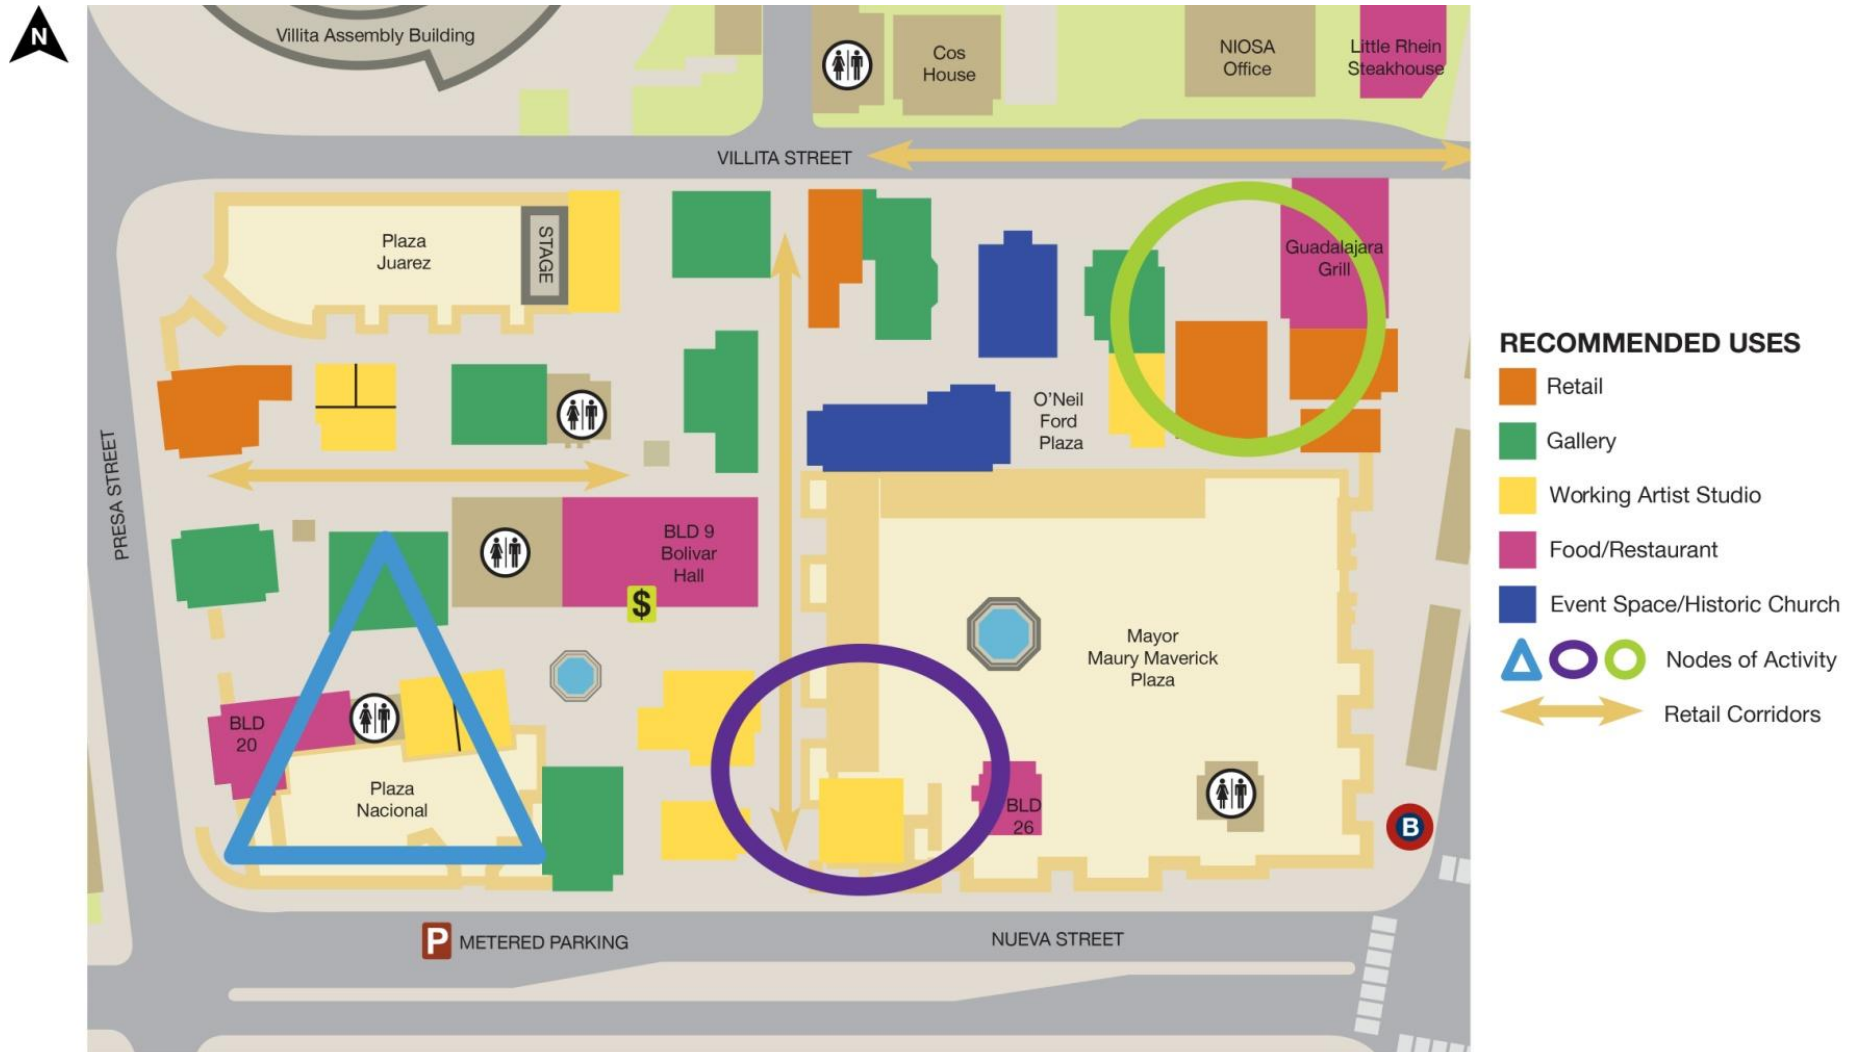 N
Villita Assembly Building
Cos
House
NIOSA
Office
Little Rhein
Steakhouse
VILLITA STREET
Plaza
Juarez
STAGE
Guadalajara
Grill
O'Neil
Ford
Plaza
PRESA STREET
BLD 9
Bolivar
Hall
$
Mayor
Maury Maverick
Plaza
BLD
20
Plaza
Nacional
BLD
26
B
P METERED PARKING
NUEVA STREET
RECOMMENDED USES
Retail
Gallery
Working Artist Studio
Food/Restaurant
Event Space/Historic Church
Nodes of Activity
Retail Corridors